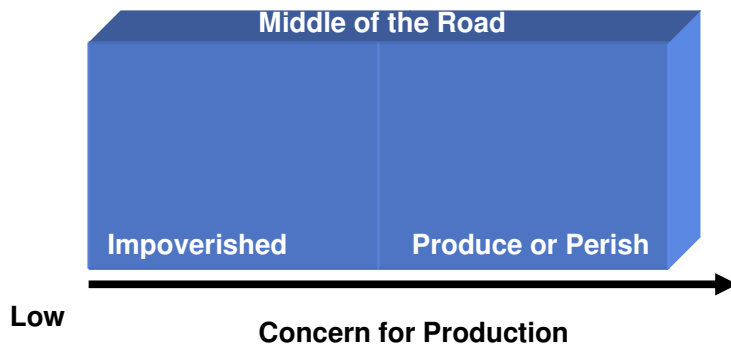 Middle of the Road
Impoverished
Produce or Perish
Low
Concern for Production